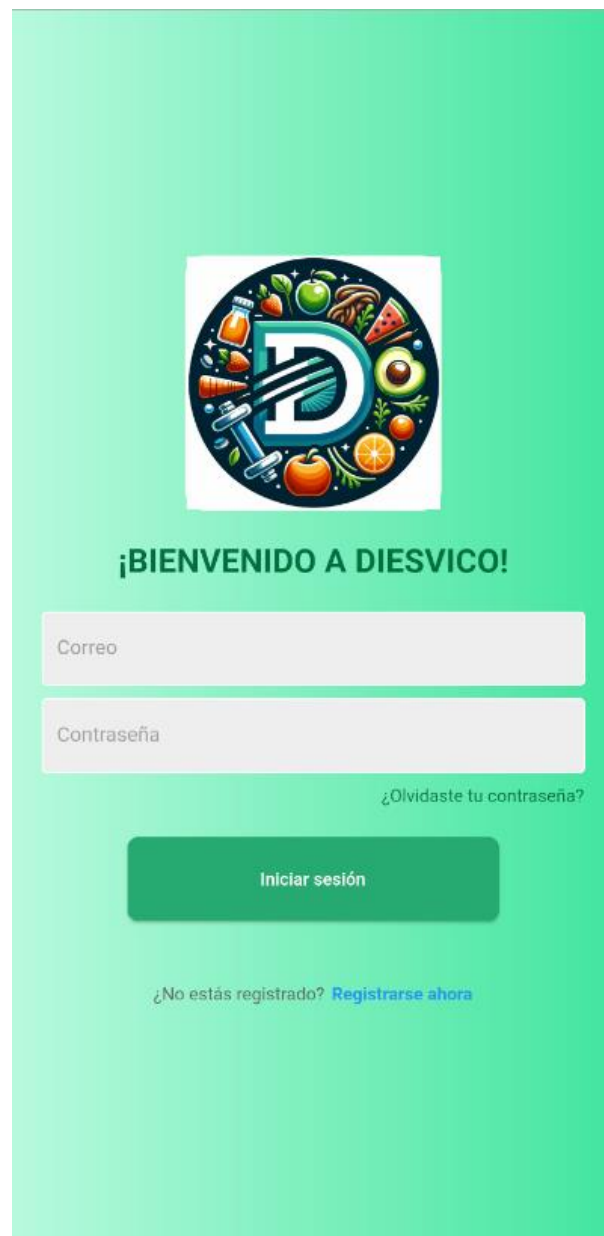 D
¡BIENVENIDO A DIESVICO!
Correo
Contraseña
¿Olvidaste tu contraseña?
Iniciar sesión
¿No estás registrado? Registrarse ahora